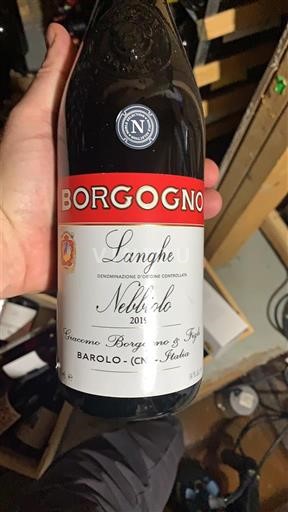 N
BORGOGNO
Langhe
DENOMINAZIONE D'ORIGINE CONTROLLATA
Nebbiolo
2019
Giacomo Borgogno & Figli
BAROLO - (CN) - Italia